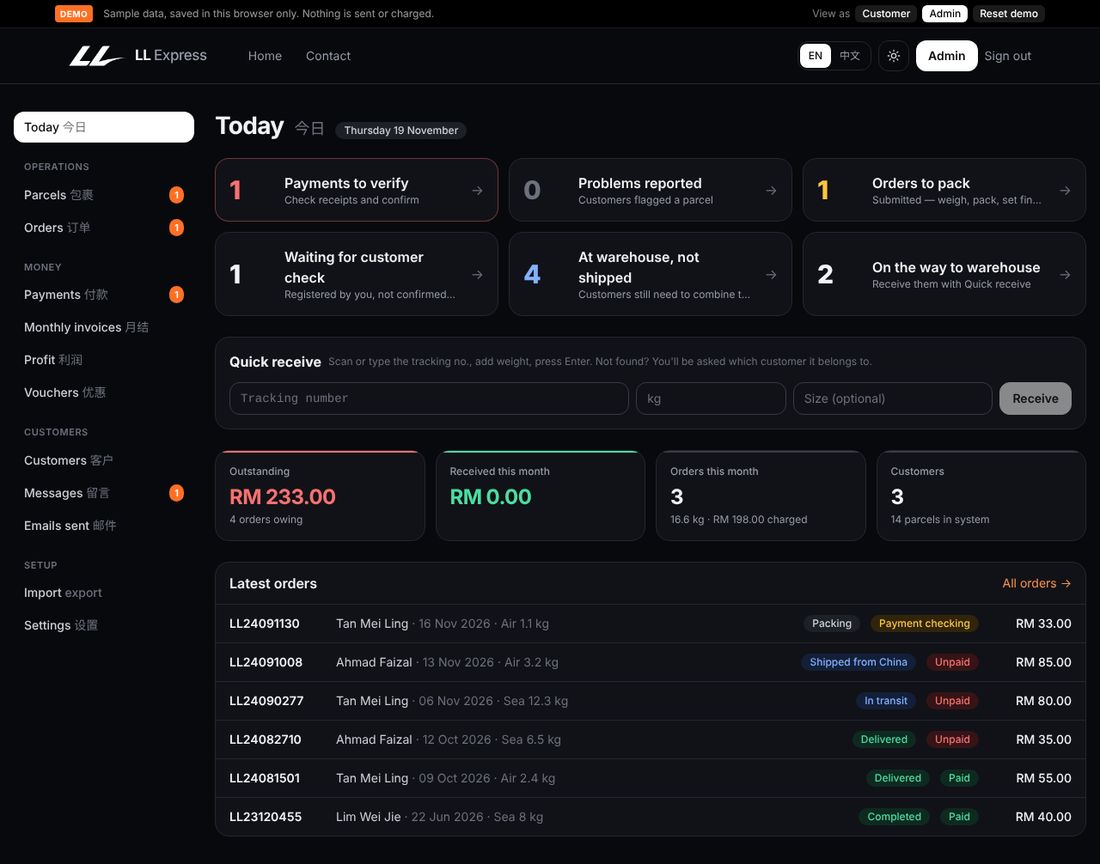 DEMO Sample data, saved in this browser only. Nothing is sent or charged. View as Customer Admin Reset demo
LL LL Express Home Contact EN 中文 Admin Sign out
Today 今日
OPERATIONS
Parcels 包裹 1
Orders 订单 1
MONEY
Payments 付款 1
Monthly invoices 月结
Profit 利润
Vouchers 优惠
CUSTOMERS
Customers 客户
Messages 留言 1
Emails sent 邮件
SETUP
Import export
Settings 设置
Today 今日 Thursday 19 November
1 Payments to verify →
Check receipts and confirm
0 Problems reported →
Customers flagged a parcel
1 Orders to pack →
Submitted — weigh, pack, set fin...
1 Waiting for customer
check →
Registered by you, not confirmed...
4 At warehouse, not
shipped →
Customers still need to combine t...
2 On the way to warehouse →
Receive them with Quick receive
Quick receive Scan or type the tracking no., add weight, press Enter. Not found? You'll be asked which customer it belongs to.
Tracking number kg Size (optional) Receive
Outstanding
RM 233.00
4 orders owing
Received this month
RM 0.00
Orders this month
3
16.6 kg · RM 198.00 charged
Customers
3
14 parcels in system
Latest orders All orders →
LL24091130 Tan Mei Ling · 16 Nov 2026 · Air 1.1 kg Packing Payment checking RM 33.00
LL24091008 Ahmad Faizal · 13 Nov 2026 · Air 3.2 kg Shipped from China Unpaid RM 85.00
LL24090277 Tan Mei Ling · 06 Nov 2026 · Sea 12.3 kg In transit Unpaid RM 80.00
LL24082710 Ahmad Faizal · 12 Oct 2026 · Sea 6.5 kg Delivered Unpaid RM 35.00
LL24081501 Tan Mei Ling · 09 Oct 2026 · Air 2.4 kg Delivered Paid RM 55.00
LL23120455 Lim Wei Jie · 22 Jun 2026 · Sea 8 kg Completed Paid RM 40.00